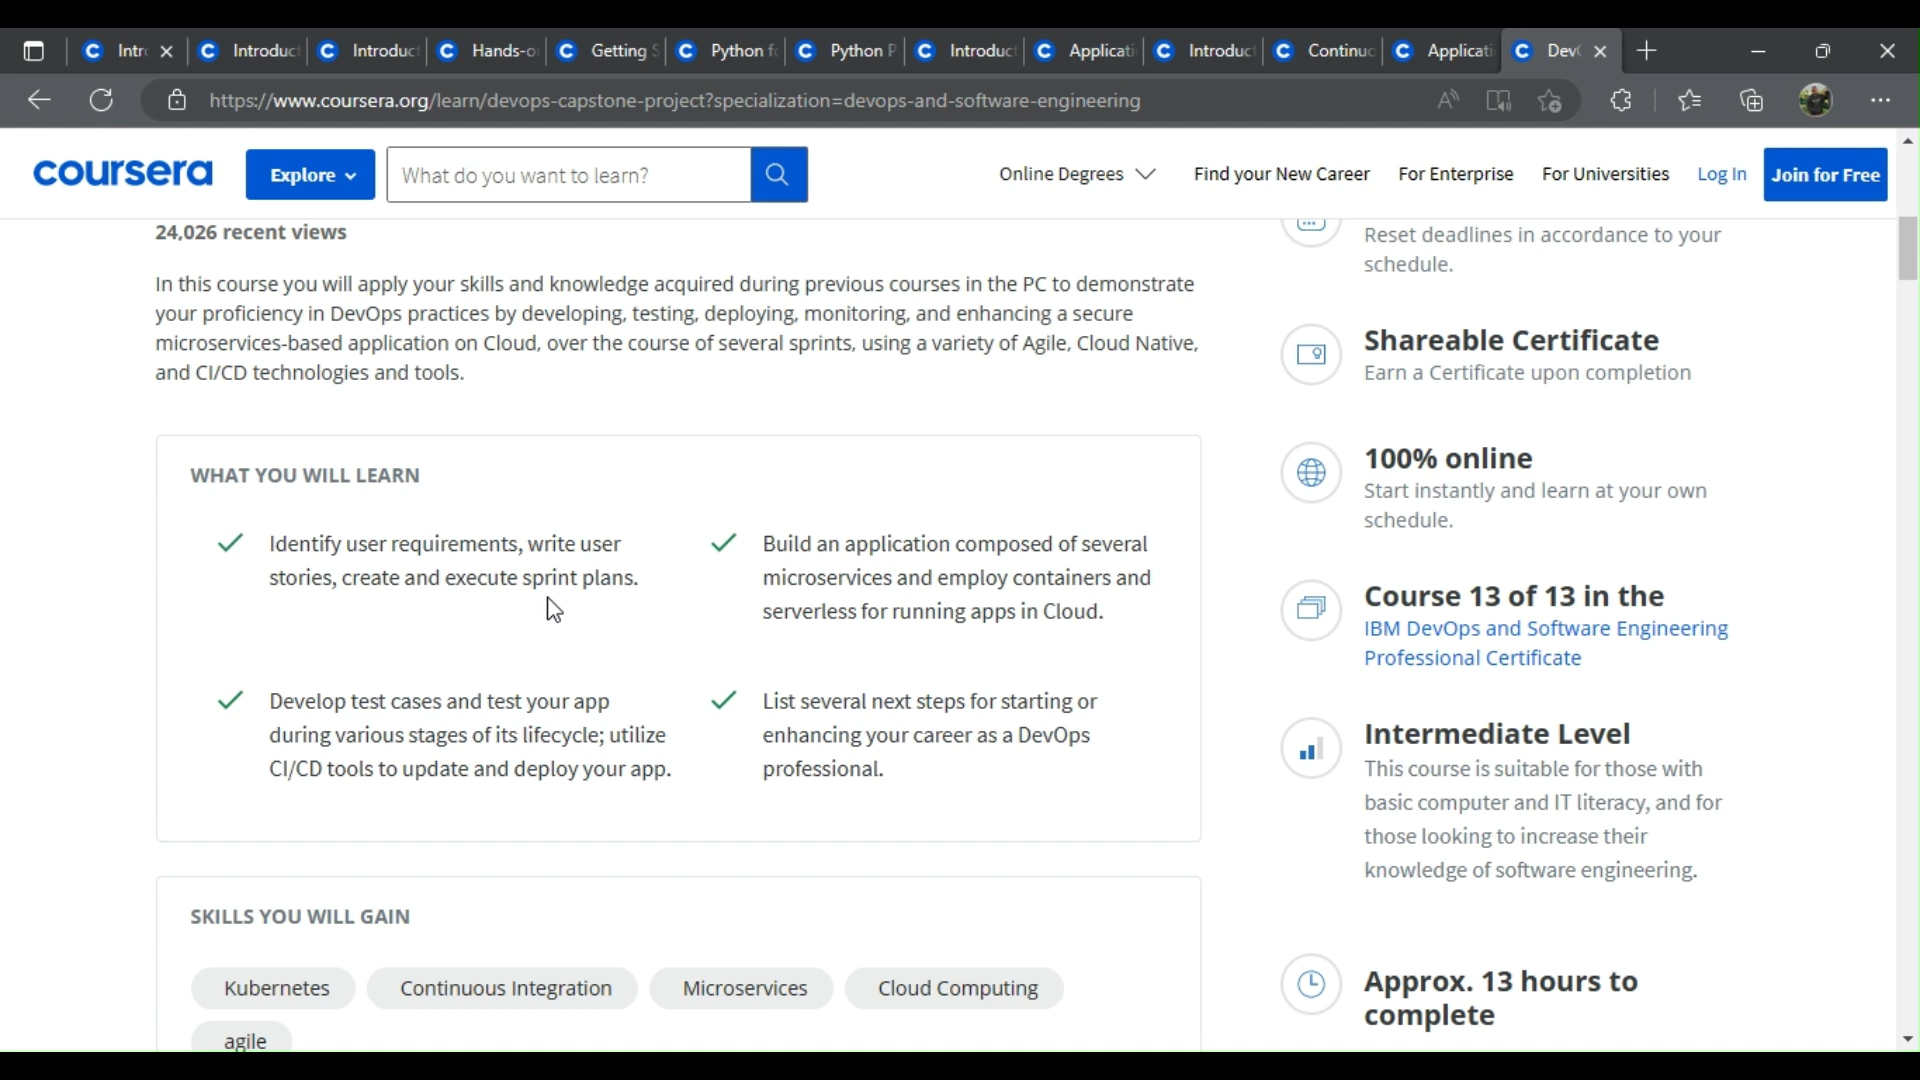 Intr
Introduc
Introduc
Hands-o
Getting S
Python fo
Python P
Introduc
Applicati
Introduc
Continuo
Applicati
Dev
https://www.coursera.org/learn/devops-capstone-project?specialization=devops-and-software-engineering
coursera
Explore
What do you want to learn?
Online Degrees
Find your New Career
For Enterprise
For Universities
Log In
Join for Free
24,026 recent views
In this course you will apply your skills and knowledge acquired during previous courses in the PC to demonstrate
your proficiency in DevOps practices by developing, testing, deploying, monitoring, and enhancing a secure
microservices-based application on Cloud, over the course of several sprints, using a variety of Agile, Cloud Native,
and CI/CD technologies and tools.
WHAT YOU WILL LEARN
Identify user requirements, write user
stories, create and execute sprint plans.
Build an application composed of several
microservices and employ containers and
serverless for running apps in Cloud.
Develop test cases and test your app
during various stages of its lifecycle; utilize
CI/CD tools to update and deploy your app.
List several next steps for starting or
enhancing your career as a DevOps
professional.
SKILLS YOU WILL GAIN
Kubernetes
Continuous Integration
Microservices
Cloud Computing
agile
Reset deadlines in accordance to your
schedule.
Shareable Certificate
Earn a Certificate upon completion
100% online
Start instantly and learn at your own
schedule.
Course 13 of 13 in the
IBM DevOps and Software Engineering
Professional Certificate
Intermediate Level
This course is suitable for those with
basic computer and IT literacy, and for
those looking to increase their
knowledge of software engineering.
Approx. 13 hours to
complete